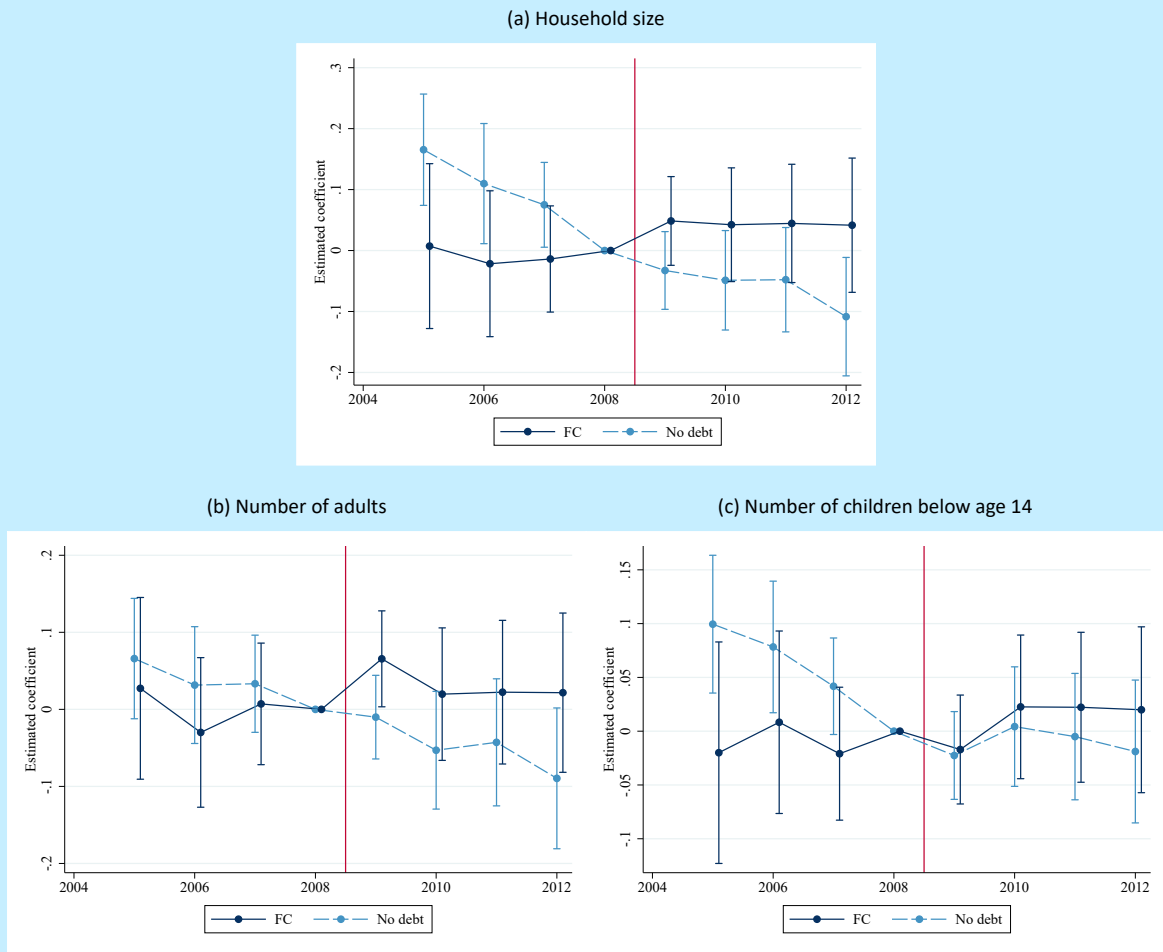 (a) Household size
Estimated coefficient
.3
.2
.1
0
-.1
-.2
2004 2006 2008 2010 2012
FC No debt
(b) Number of adults
Estimated coefficient
.2
.1
0
-.1
-.2
2004 2006 2008 2010 2012
FC No debt
(c) Number of children below age 14
Estimated coefficient
.15
.1
.05
0
-.05
-.1
2004 2006 2008 2010 2012
FC No debt